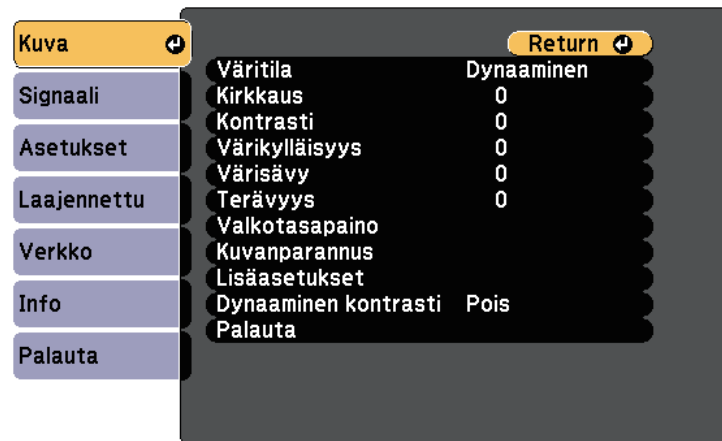 Kuva
Signaali
Asetukset
Laajennettu
Verkko
Info
Palauta
Return
Väritila Dynaaminen
Kirkkaus 0
Kontrasti 0
Värikylläisyys 0
Värisävy 0
Terävyys 0
Valkotasapaino
Kuvanparannus
Lisäasetukset
Dynaaminen kontrasti Pois
Palauta